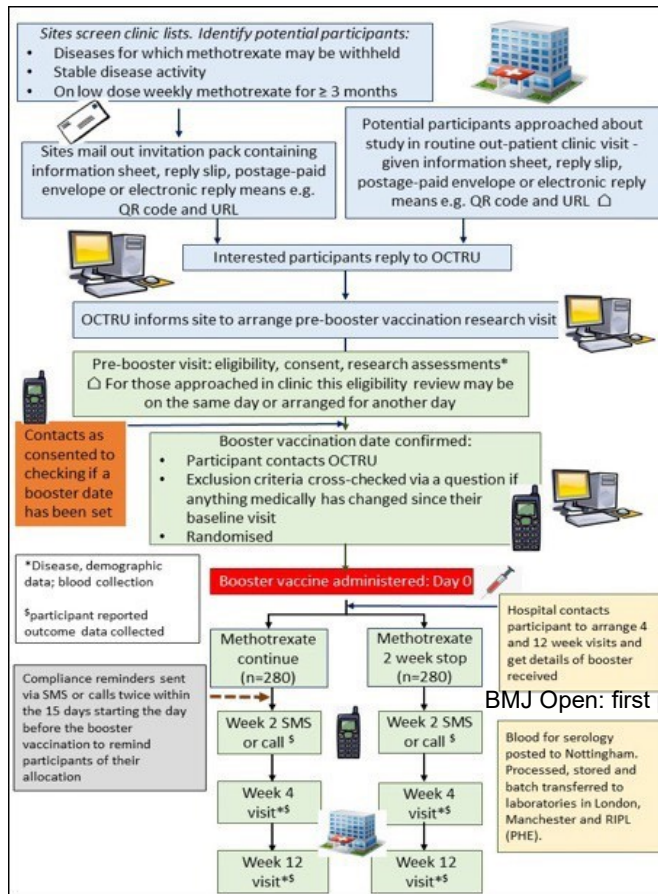 Sites screen clinic lists. Identify potential participants:
• Diseases for which methotrexate may be withheld
• Stable disease activity
• On low dose weekly methotrexate for ≥ 3 months
Sites mail out invitation pack containing
information sheet, reply slip, postage-paid
envelope or electronic reply means e.g.
QR code and URL
Potential participants approached about
study in routine out-patient clinic visit -
given information sheet, reply slip,
postage-paid envelope or electronic reply
means e.g. QR code and URL ⌂
Interested participants reply to OCTRU
OCTRU informs site to arrange pre-booster vaccination research visit
Pre-booster visit: eligibility, consent, research assessments*
⌂ For those approached in clinic this eligibility review may be
on the same day or arranged for another day
Contacts as
consented to
checking if a
booster date
has been set
Booster vaccination date confirmed:
• Participant contacts OCTRU
• Exclusion criteria cross-checked via a question if
anything medically has changed since their
baseline visit
• Randomised
*Disease, demographic
data; blood collection
$participant reported
outcome data collected
Booster vaccine administered: Day 0
Hospital contacts
participant to arrange 4
and 12 week visits and
get details of booster
received
Methotrexate
continue
(n=280)
Methotrexate
2 week stop
(n=280)
BMJ Open: first
Compliance reminders sent
via SMS or calls twice within
the 15 days starting the day
before the booster
vaccination to remind
participants of their
allocation
Week 2 SMS
or call $
Week 2 SMS
or call $
Blood for serology
posted to Nottingham.
Processed, stored and
batch transferred to
laboratories in London,
Manchester and RIPL
(PHE).
Week 4
visit*$
Week 4
visit*$
Week 12
visit*$
Week 12
visit*$